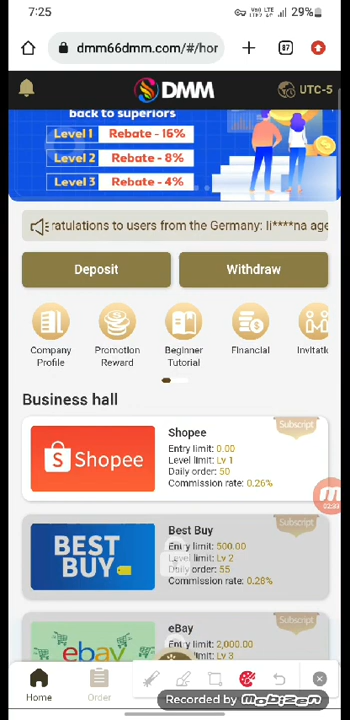 7:25
LTE
29%
dmm66dmm.com/#/hor
87
DMM
UTC-5
back to superiors
Level 1 Rebate - 16%
Level 2 Rebate - 8%
Level 3 Rebate - 4%
ratulations to users from the Germany: li****na age
Deposit
Withdraw
Company Profile
Promotion Reward
Beginner Tutorial
Financial
Invitati
Business hall
Subscript
Shopee
Shopee
Entry limit: 0.00
Level limit: Lv 1
Daily order: 50
Commission rate: 0.26%
Subscript
BEST BUY
Best Buy
Entry limit: 500.00
Level limit: Lv 2
Daily order: 55
Commission rate: 0.28%
Subscript
ebay
eBay
Entry limit: 2,000.00
Level limit: Lv 3
Home
Order
Recorded by MOBIZEN